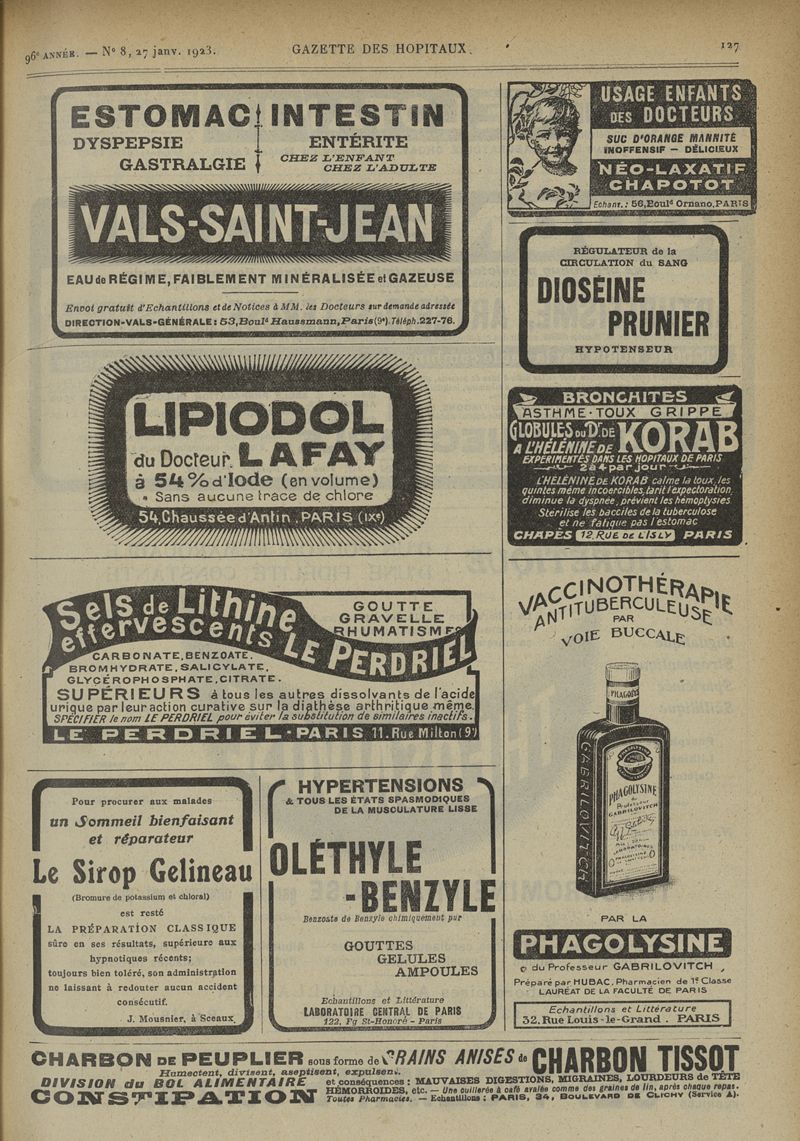 96e ANNÉE. — N° 8, 27 janv. 1923.
GAZETTE DES HOPITAUX.
127
ESTOMAC INTESTIN
DYSPEPSIE
GASTRALGIE
ENTÉRITE
CHEZ L'ENFANT
CHEZ L'ADULTE
VALS-SAINT-JEAN
EAU de RÉGIME, FAIBLEMENT MINÉRALISÉE et GAZEUSE
Envoi gratuit d'Echantillons et de Notices à MM. les Docteurs sur demande adressée
DIRECTION-VALS-GÉNÉRALE: 53, Boulᵈ Haussmann, Paris (9ᵉ). Téléph. 227-76.
USAGE ENFANTS
DES DOCTEURS
SUC D'ORANGE MANNITÉ
INOFFENSIF — DÉLICIEUX
NÉO-LAXATIF
CHAPOTOT
Echant.: 56, Boulᵈ Ornano, PARIS
RÉGULATEUR de la
CIRCULATION du SANG
DIOSÉINE
PRUNIER
HYPOTENSEUR
LIPIODOL
du Docteur LAFAY
à 54% d'Iode (en volume)
Sans aucune trace de chlore
54, Chaussée d'Antin, PARIS (IXe)
BRONCHITES
ASTHME · TOUX GRIPPE
GLOBULES DU Dʳ DE KORAB
A L'HÉLÉNINE DE
EXPÉRIMENTÉS DANS LES HOPITAUX DE PARIS
2 à 4 par jour
L'HÉLÉNINE DE KORAB calme la toux, les
quintes même incoercibles, tarit l'expectoration,
diminue la dyspnée, prévient les hémoptysies
Stérilise les bacciles de la tuberculose
et ne fatigue pas l'estomac
CHAPÈS 12, RUE DE L'ISLY PARIS
Sels de Lithine
effervescents LE PERDRIEL
GOUTTE
GRAVELLE
RHUMATISMES
CARBONATE, BENZOATE.
BROMHYDRATE, SALICYLATE,
GLYCÉROPHOSPHATE, CITRATE.
SUPÉRIEURS à tous les autres dissolvants de l'acide
urique par leur action curative sur la diathèse arthritique même.
SPÉCIFIER le nom LE PERDRIEL pour éviter la substitution de similaires inactifs.
LE PERDRIEL - PARIS 11, Rue Milton (9ᵉ)
VACCINOTHÉRAPIE
ANTITUBERCULEUSE
PAR
VOIE BUCCALE
PHAGOLYSINE
Professeur
GABRILOVITCH
GABRILOVITCH
PAR LA
PHAGOLYSINE
du Professeur GABRILOVITCH
Préparé par HUBAC, Pharmacien de 1ᵉ Classe
LAURÉAT DE LA FACULTÉ DE PARIS
Echantillons et Littérature
32, Rue Louis-le-Grand. PARIS
Pour procurer aux malades
un Sommeil bienfaisant
et réparateur
Le Sirop Gelineau
(Bromure de potassium et chloral)
est resté
LA PRÉPARATION CLASSIQUE
sûre en ses résultats, supérieure aux
hypnotiques récents;
toujours bien toléré, son administration
ne laissant à redouter aucun accident
consécutif.
J. Mousnier, à Sceaux.
HYPERTENSIONS
& TOUS LES ÉTATS SPASMODIQUES
DE LA MUSCULATURE LISSE
OLÉTHYLE
-BENZYLE
Benzoate de Benzyle chimiquement pur
GOUTTES
GELULES
AMPOULES
Echantillons et Littérature
LABORATOIRE CENTRAL DE PARIS
122, Fg St-Honoré - Paris
CHARBON DE PEUPLIER sous forme de GRAINS ANISÉS de CHARBON TISSOT
Humectent, divisent, aseptisent, expulsent.
DIVISION du BOL ALIMENTAIRE et conséquences: MAUVAISES DIGESTIONS, MIGRAINES, LOURDEURS de TÊTE
HÉMORROIDES, etc. — Une cuillerée à café avalée comme des graines de lin, après chaque repas.
CONSTIPATION Toutes Pharmacies. — Echantillons: PARIS, 34, BOULEVARD DE CLICHY (Service A).